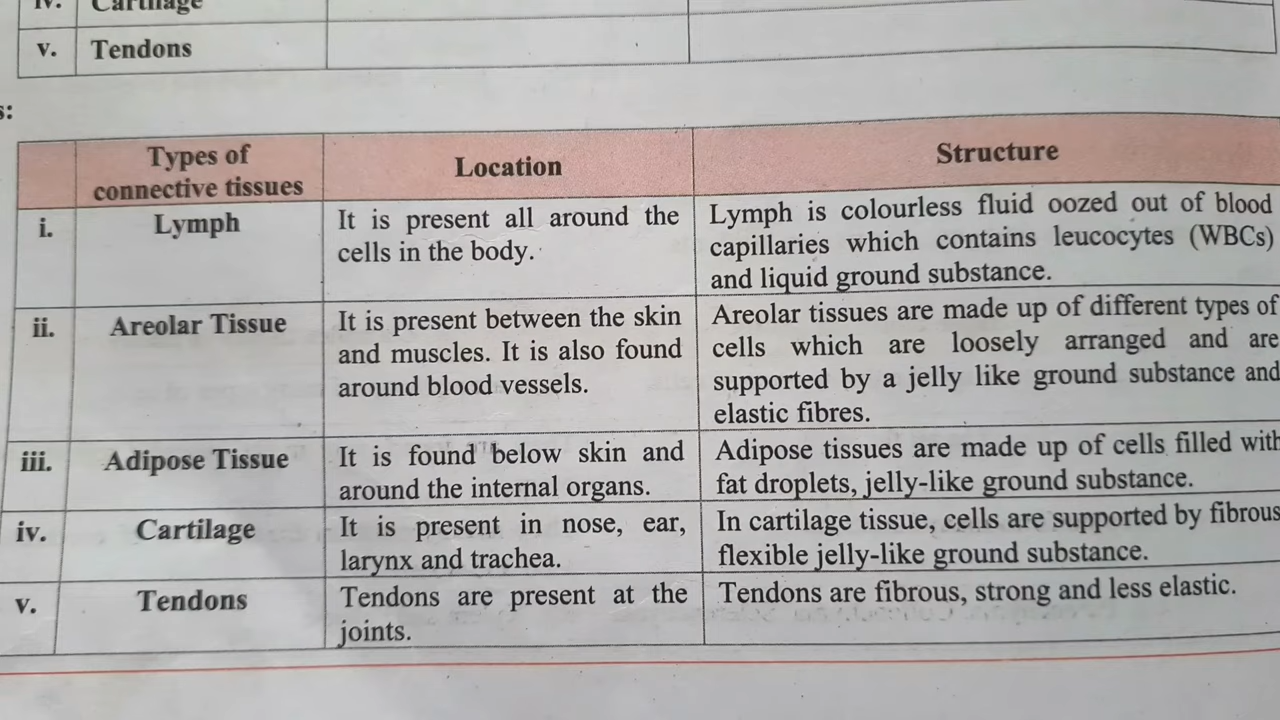 iv. Cartilage
v. Tendons
s:
Types of
connective tissues
Location
Structure
i. Lymph
It is present all around the
cells in the body.
Lymph is colourless fluid oozed out of blood
capillaries which contains leucocytes (WBCs)
and liquid ground substance.
ii. Areolar Tissue
It is present between the skin
and muscles. It is also found
around blood vessels.
Areolar tissues are made up of different types of
cells which are loosely arranged and are
supported by a jelly like ground substance and
elastic fibres.
iii. Adipose Tissue
It is found below skin and
around the internal organs.
Adipose tissues are made up of cells filled with
fat droplets, jelly-like ground substance.
iv. Cartilage
It is present in nose, ear,
larynx and trachea.
In cartilage tissue, cells are supported by fibrous
flexible jelly-like ground substance.
v. Tendons
Tendons are present at the
joints.
Tendons are fibrous, strong and less elastic.